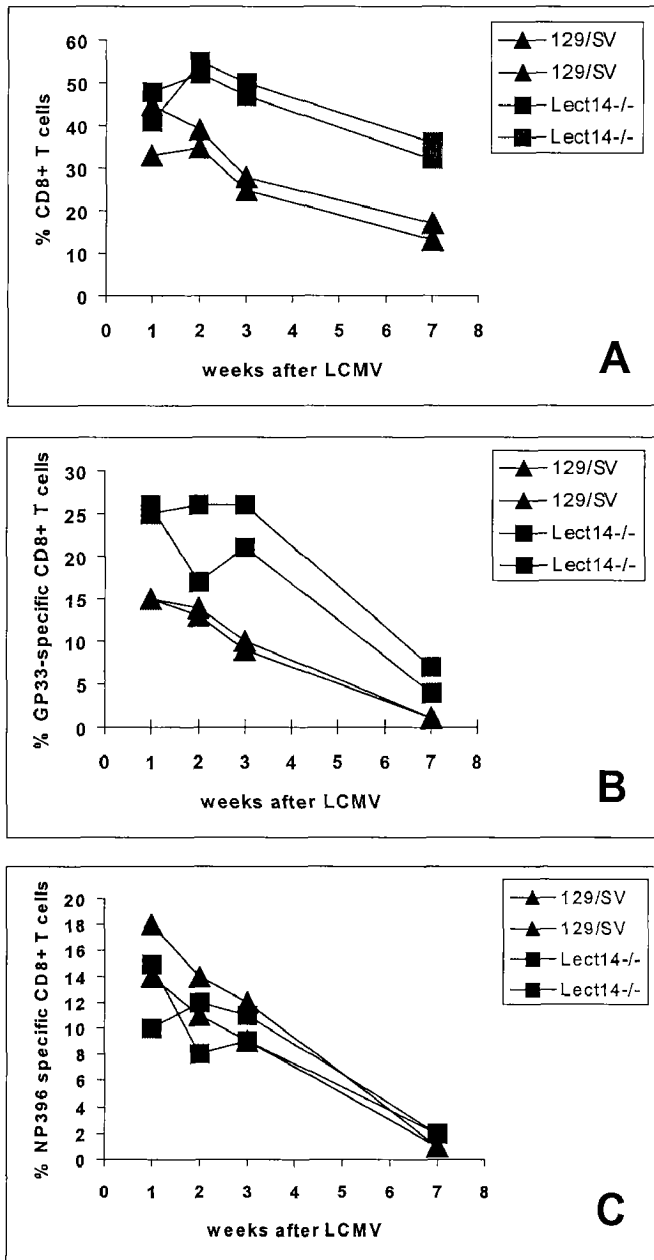 60
50
40
30
20
10
0
% CD8+ T cells
0 1 2 3 4 5 6 7 8
weeks after LCMV
129/SV
129/SV
Lect14-/-
Lect14-/-
A
30
25
20
15
10
5
0
% GP33-specific CD8+ T cells
0 1 2 3 4 5 6 7 8
weeks after LCMV
129/SV
129/SV
Lect14-/-
Lect14-/-
B
20
18
16
14
12
10
8
6
4
2
0
% NP396 specific CD8+ T cells
0 1 2 3 4 5 6 7 8
weeks after LCMV
129/SV
129/SV
Lect14-/-
Lect14-/-
C